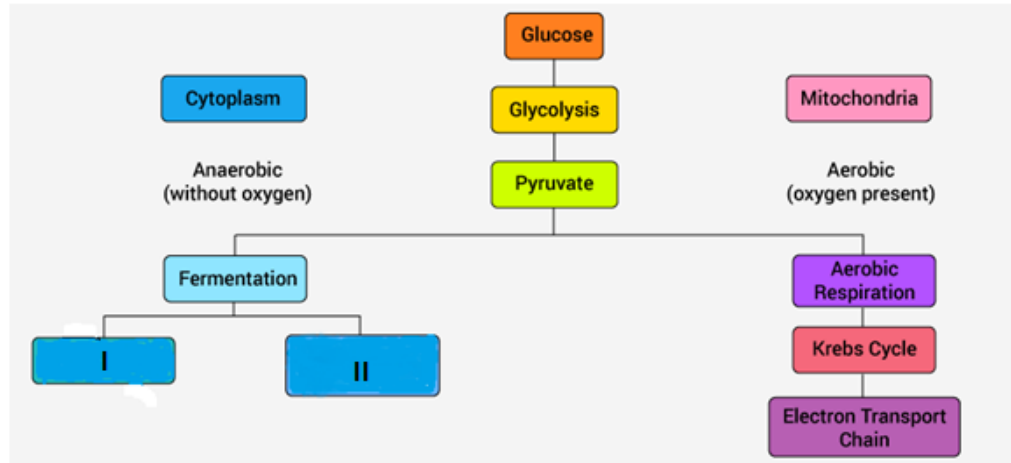 Glucose
Cytoplasm
Glycolysis
Mitochondria
Anaerobic
(without oxygen)
Pyruvate
Aerobic
(oxygen present)
Fermentation
Aerobic
Respiration
I
II
Krebs Cycle
Electron Transport
Chain